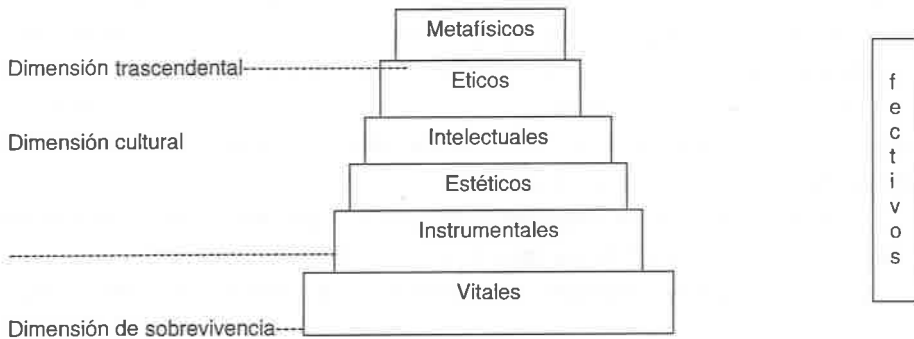 Metafísicos
Dimensión trascendental
Eticos
Dimensión cultural
Intelectuales
Estéticos
Instrumentales
Vitales
Dimensión de sobrevivencia
f
e
c
t
i
v
o
s